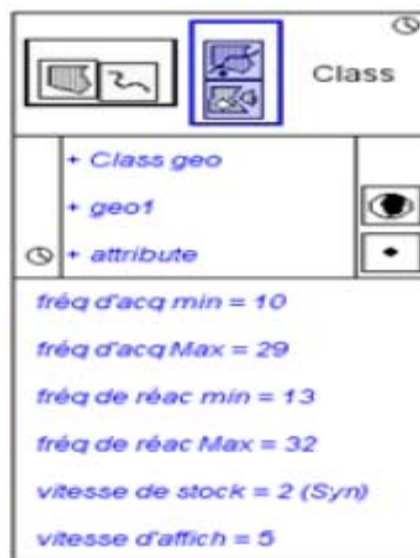 Class
+ Class geo
+ geo1
+ attribute
fréq d'acq min = 10
fréq d'acq Max = 29
fréq de réac min = 13
fréq de réac Max = 32
vitesse de stock = 2 (Syn)
vitesse d'affich = 5